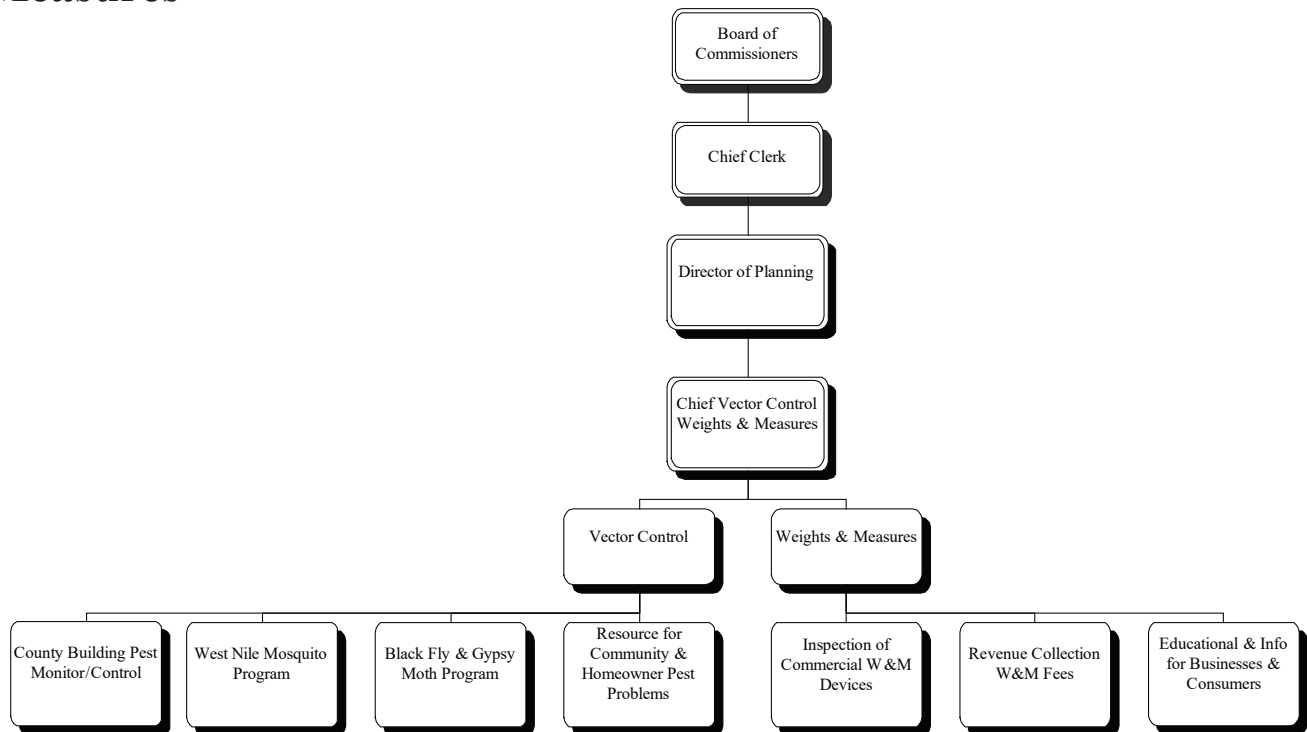 Board of
Commissioners
Chief Clerk
Director of Planning
Chief Vector Control
Weights & Measures
Vector Control
Weights & Measures
County Building Pest
Monitor/Control
West Nile Mosquito
Program
Black Fly & Gypsy
Moth Program
Resource for
Community &
Homeowner Pest
Problems
Inspection of
Commercial W&M
Devices
Revenue Collection
W&M Fees
Educational & Info
for Businesses &
Consumers